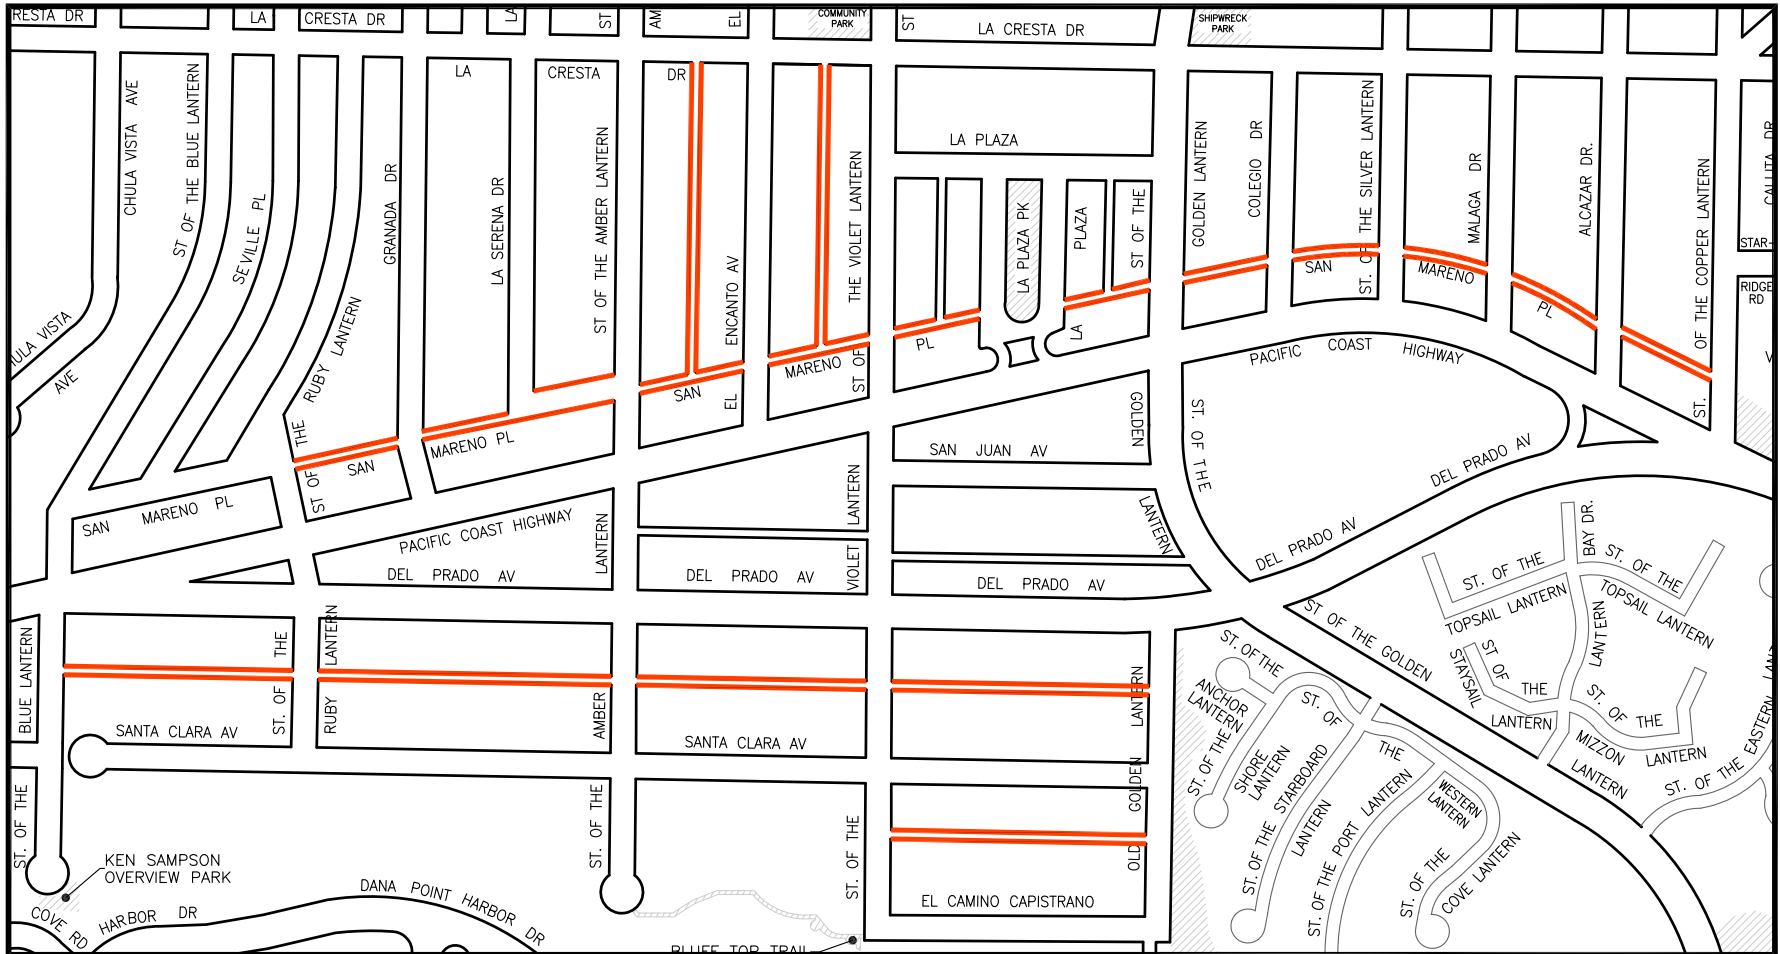 RESTA DR
LA
CRESTA DR
LA
ST
AM
EL
COMMUNITY
PARK
ST
LA CRESTA DR
SHIPWRECK
PARK
LA
CRESTA
DR
CHULA VISTA AVE
ST OF THE BLUE LANTERN
SEVILLE PL
GRANADA DR
LA SERENA DR
ST OF THE AMBER LANTERN
ENCANTO AV
EL
THE VIOLET LANTERN
ST OF
LA PLAZA
LA PLAZA PK
PLAZA
LA
ST OF THE
GOLDEN LANTERN
COLEGIO DR
ST. OF THE SILVER LANTERN
MALAGA DR
ALCAZAR DR.
ST. OF THE COPPER LANTERN
CALLITA DR
STAR-
RIDGE
RD
V
ULA VISTA
AVE
ST OF THE RUBY LANTERN
SAN
MARENO PL
SAN
MARENO
PL
SAN
MARENO
PL
SAN MARENO PL
PACIFIC COAST HIGHWAY
PACIFIC COAST HIGHWAY
GOLDEN
LANTERN
ST. OF THE
SAN JUAN AV
DEL PRADO AV
DEL PRADO AV
LANTERN
LANTERN
VIOLET
DEL PRADO AV
DEL PRADO AV
DEL PRADO AV
BLUE LANTERN
ST. OF THE
ST. OF THE
RUBY LANTERN
AMBER
ST. OF THE
SANTA CLARA AV
SANTA CLARA AV
LANTERN
GOLDEN
OLD
ST. OF THE
EL CAMINO CAPISTRANO
KEN SAMPSON
OVERVIEW PARK
COVE RD
HARBOR DR
DANA POINT HARBOR DR
BLUFF TOP TRAIL
ST OF THE GOLDEN
LANTERN
ST. OF THE
TOPSAIL LANTERN
BAY DR.
ST. OF THE
TOPSAIL LANTERN
LANTERN
ST OF
THE
STAYSAIL
LANTERN
ST. OF THE
MIZZON
LANTERN
ST. OF THE EASTERN LANT
ST. OF THE
ANCHOR
LANTERN
ST. OF THE
SHORE
LANTERN
ST. OF
THE
ST. OF THE STARBOARD
LANTERN
ST. OF THE PORT LANTERN
WESTERN
LANTERN
ST. OF THE
COVE LANTERN